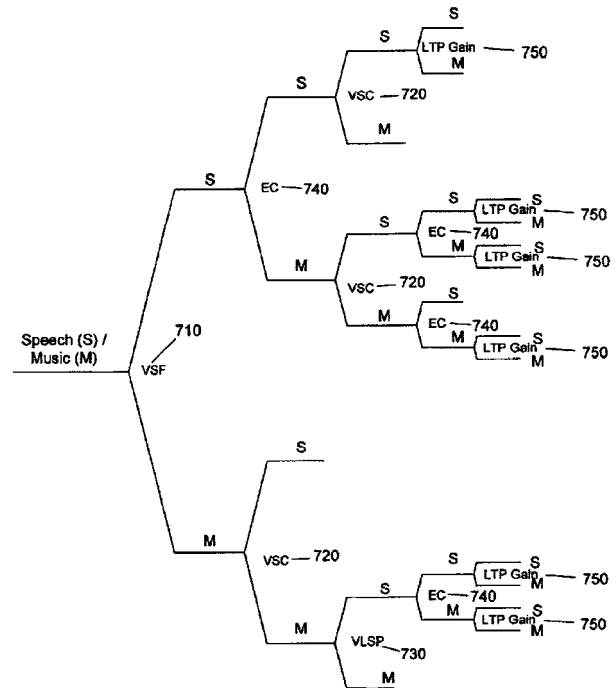 S
S
LTP Gain
750
M
S
VSC
720
M
S
EC
740
S
S
LTP Gain
750
M
EC
740
M
S
LTP Gain
750
M
M
VSC
720
S
M
EC
740
M
S
LTP Gain
750
M
Speech (S) /
Music (M)
710
VSF
S
M
VSC
720
S
S
LTP Gain
750
M
EC
740
M
S
LTP Gain
750
M
M
VLSP
730
M